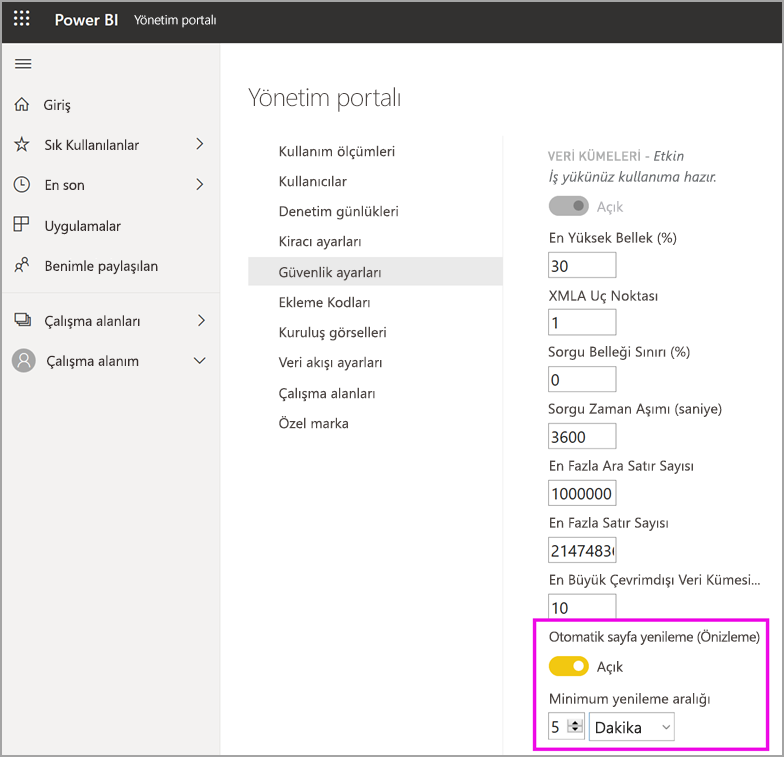 Power BI Yönetim portalı
Giriş
Sık Kullanılanlar
En son
Uygulamalar
Benimle paylaşılan
Çalışma alanları
Çalışma alanım
Yönetim portalı
Kullanım ölçümleri
Kullanıcılar
Denetim günlükleri
Kiracı ayarları
Güvenlik ayarları
Ekleme Kodları
Kuruluş görselleri
Veri akışı ayarları
Çalışma alanları
Özel marka
VERİ KÜMELERİ - Etkin
İş yükünüz kullanıma hazır.
Açık
En Yüksek Bellek (%)
30
XMLA Uç Noktası
1
Sorgu Belleği Sınırı (%)
0
Sorgu Zaman Aşımı (saniye)
3600
En Fazla Ara Satır Sayısı
1000000
En Fazla Satır Sayısı
2147483
En Büyük Çevrimdışı Veri Kümesi...
10
Otomatik sayfa yenileme (Önizleme)
Açık
Minimum yenileme aralığı
5 Dakika